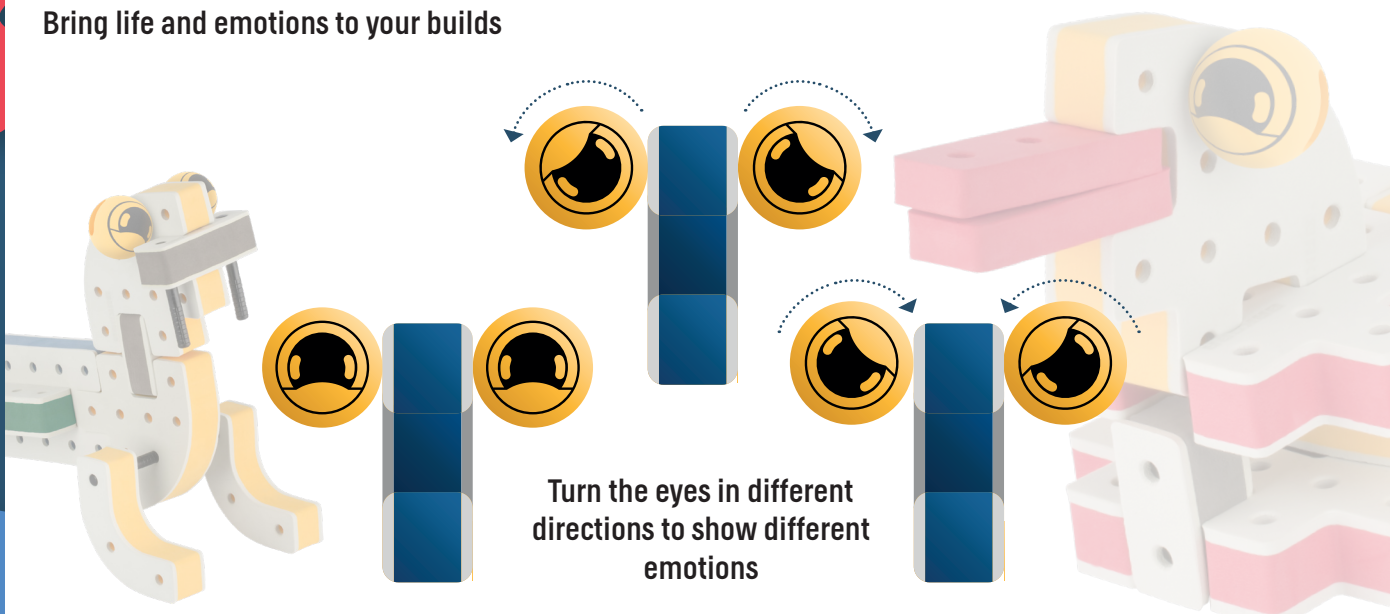 Bring life and emotions to your builds
Turn the eyes in different
directions to show different
emotions